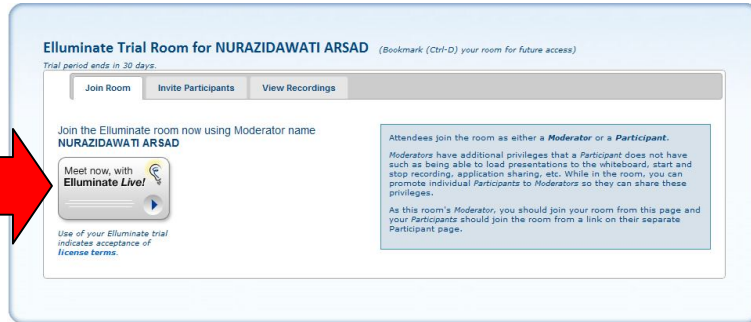 Elluminate Trial Room for NURAZIDAWATI ARSAD (Bookmark (Ctrl-D) your room for future access)
Trial period ends in 30 days.
Join Room Invite Participants View Recordings
Join the Elluminate room now using Moderator name
NURAZIDAWATI ARSAD
Meet now, with
Elluminate Live!
Use of your Elluminate trial
indicates acceptance of
license terms.
Attendees join the room as either a Moderator or a Participant.
Moderators have additional privileges that a Participant does not have
such as being able to load presentations to the whiteboard, start and
stop recording, application sharing, etc. While in the room, you can
promote individual Participants to Moderators so they can share these
privileges.
As this room's Moderator, you should join your room from this page and
your Participants should join the room from a link on their separate
Participant page.